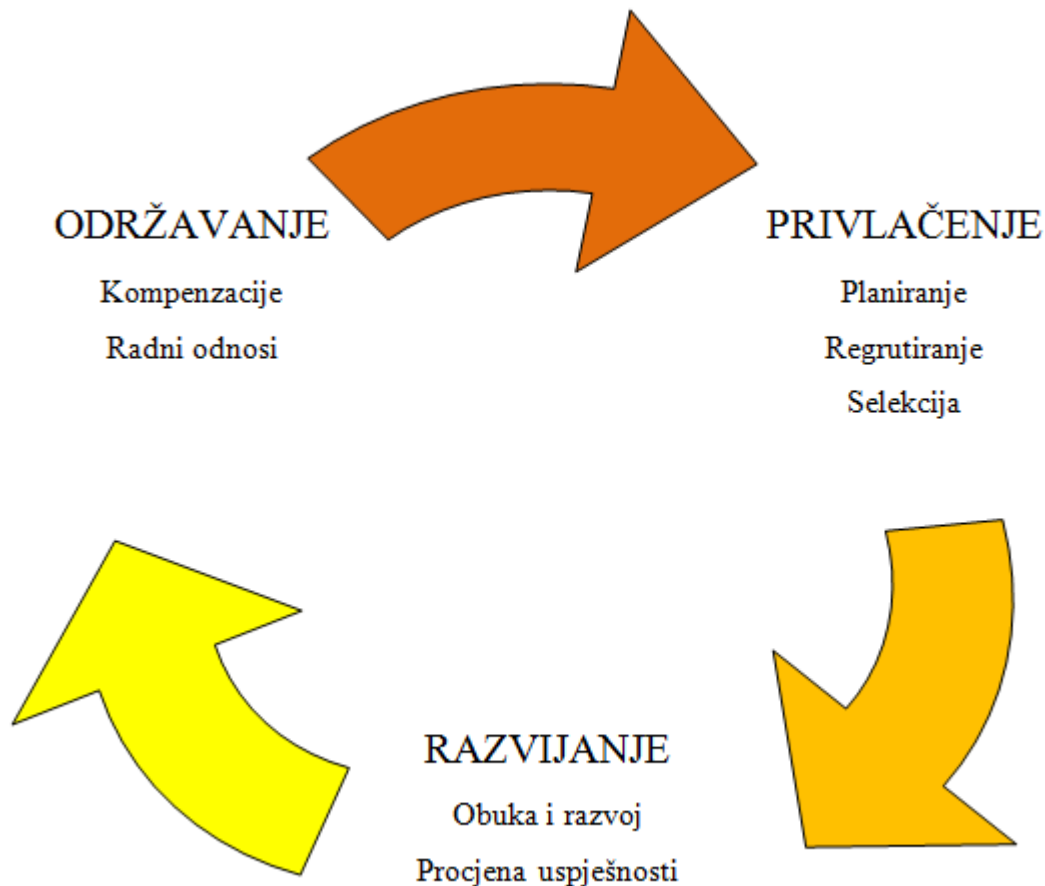 ODRŽAVANJE
Kompenzacije
Radni odnosi
PRIVLAČENJE
Planiranje
Regrutiranje
Selekcija
RAZVIJANJE
Obuka i razvoj
Procjena uspješnosti